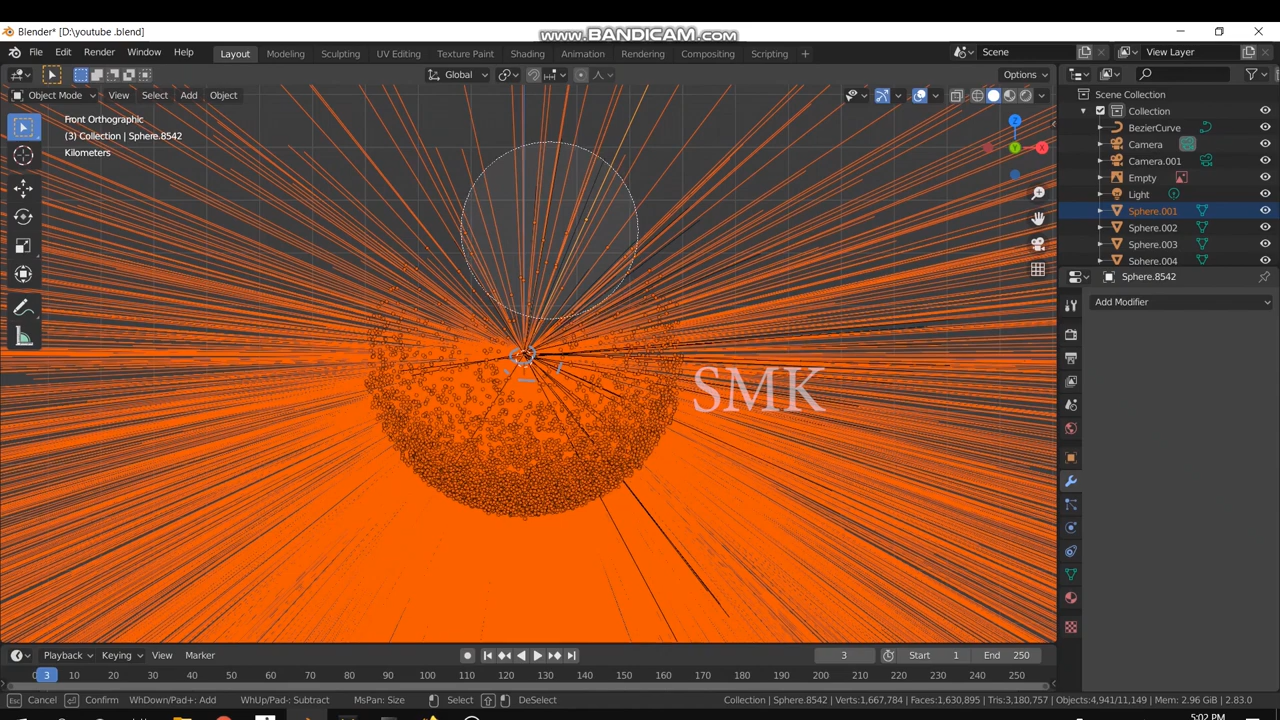 Blender* [D:\youtube .blend]
www.BANDICAM.com
File Edit Render Window Help
Layout Modeling Sculpting UV Editing Texture Paint Shading Animation Rendering Compositing Scripting +
Scene
View Layer
Global
Options
Object Mode View Select Add Object
Front Orthographic
(3) Collection | Sphere.8542
Kilometers
Z
Y
X
Scene Collection
Collection
BezierCurve
Camera
Camera.001
Empty
Light
Sphere.001
Sphere.002
Sphere.003
Sphere.004
Sphere.8542
Add Modifier
SMK
Playback Keying View Marker
3
Start 1
End 250
0 3 10 20 30 40 50 60 70 80 90 100 110 120 130 140 150 160 170 180 190 200 210 220 230 240 250
Esc Cancel Confirm WhDown/Pad+: Add WhUp/Pad-: Subtract MsPan: Size Select DeSelect
Collection | Sphere.8542 | Verts:1,667,784 | Faces:1,630,895 | Tris:3,180,757 | Objects:4,941/11,149 | Mem: 2.96 GiB | 2.83.0
5:02 PM